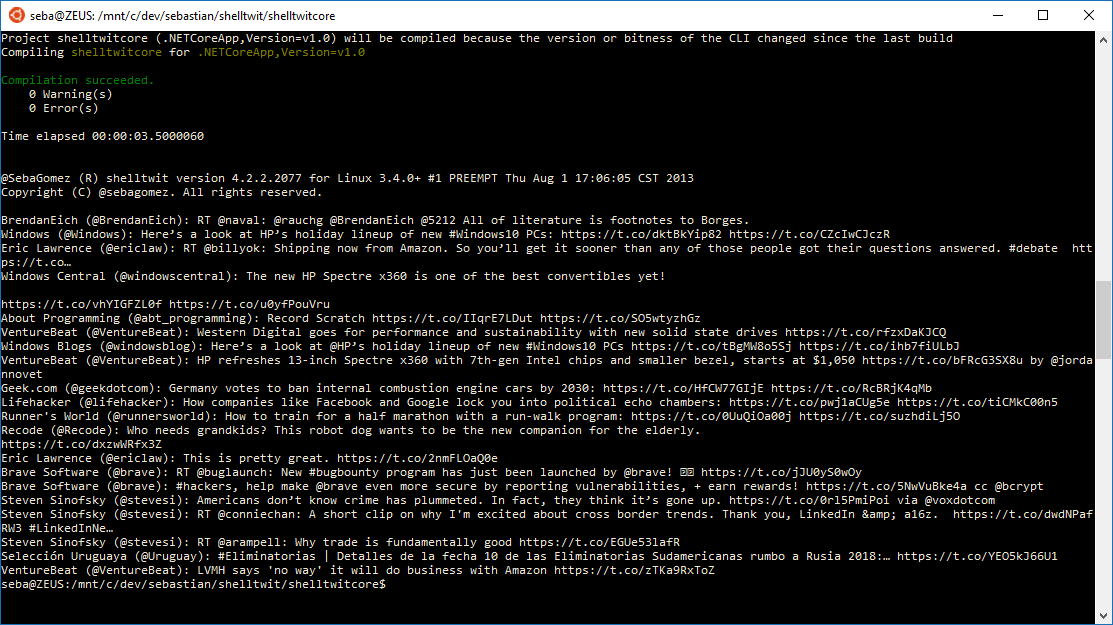 seba@ZEUS: /mnt/c/dev/sebastian/shelltwit/shelltwitcore
Project shelltwitcore (.NETCoreApp,Version=v1.0) will be compiled because the version or bitness of the CLI changed since the last build
Compiling shelltwitcore for .NETCoreApp,Version=v1.0
Compilation succeeded.
0 Warning(s)
0 Error(s)
Time elapsed 00:00:03.5000060
@SebaGomez (R) shelltwit version 4.2.2.2077 for Linux 3.4.0+ #1 PREEMPT Thu Aug 1 17:06:05 CST 2013
Copyright (C) @sebagomez. All rights reserved.
BrendanEich (@BrendanEich): RT @naval: @rauchg @BrendanEich @5212 All of literature is footnotes to Borges.
Windows (@Windows): Here’s a look at HP’s holiday lineup of new #Windows10 PCs: https://t.co/dktBkYip82 https://t.co/CZcIwCJczR
Eric Lawrence (@ericlaw): RT @billyok: Shipping now from Amazon. So you’ll get it sooner than any of those people got their questions answered. #debate  htt
ps://t.co…
Windows Central (@windowscentral): The new HP Spectre x360 is one of the best convertibles yet!
https://t.co/vhYIGFZL0f https://t.co/u0yfPouVru
About Programming (@abt_programming): Record Scratch https://t.co/IIqrE7LDut https://t.co/SO5wtyzhGz
VentureBeat (@VentureBeat): Western Digital goes for performance and sustainability with new solid state drives https://t.co/rfzxDaKJCQ
Windows Blogs (@windowsblog): Here’s a look at @HP’s holiday lineup of new #Windows10 PCs https://t.co/tBgMW8o5Sj https://t.co/ihb7fiULbJ
VentureBeat (@VentureBeat): HP refreshes 13-inch Spectre x360 with 7th-gen Intel chips and smaller bezel, starts at $1,050 https://t.co/bFRcG3SX8u by @jorda
nnovet
Geek.com (@geekdotcom): Germany votes to ban internal combustion engine cars by 2030: https://t.co/HfCW77GIjE https://t.co/RcBRjK4qMb
Lifehacker (@lifehacker): How companies like Facebook and Google lock you into political echo chambers: https://t.co/pwj1aCUg5e https://t.co/tiCMkC00n5
Runner's World (@runnersworld): How to train for a half marathon with a run-walk program: https://t.co/0UuQiOa00j https://t.co/suzhdiLj5O
Recode (@Recode): Who needs grandkids? This robot dog wants to be the new companion for the elderly.
https://t.co/dxzwWRfx3Z
Eric Lawrence (@ericlaw): This is pretty great. https://t.co/2nmFLOaQ0e
Brave Software (@brave): RT @buglaunch: New #bugbounty program has just been launched by @brave! https://t.co/jJU0yS0wOy
Brave Software (@brave): #hackers, help make @brave even more secure by reporting vulnerabilities, + earn rewards! https://t.co/5NwVuBke4a cc @bcrypt
Steven Sinofsky (@stevesi): Americans don’t know crime has plummeted. In fact, they think it’s gone up. https://t.co/0rl5PmiPoi via @voxdotcom
Steven Sinofsky (@stevesi): RT @conniechan: A short clip on why I'm excited about cross border trends. Thank you, LinkedIn &amp; a16z.  https://t.co/dwdNPaf
RW3 #LinkedInNe…
Steven Sinofsky (@stevesi): RT @arampell: Why trade is fundamentally good https://t.co/EGUe53lafR
Selección Uruguaya (@Uruguay): #Eliminatorias | Detalles de la fecha 10 de las Eliminatorias Sudamericanas rumbo a Rusia 2018:… https://t.co/YEO5kJ66U1
VentureBeat (@VentureBeat): LVMH says 'no way' it will do business with Amazon https://t.co/zTKa9RxToZ
seba@ZEUS:/mnt/c/dev/sebastian/shelltwit/shelltwitcore$